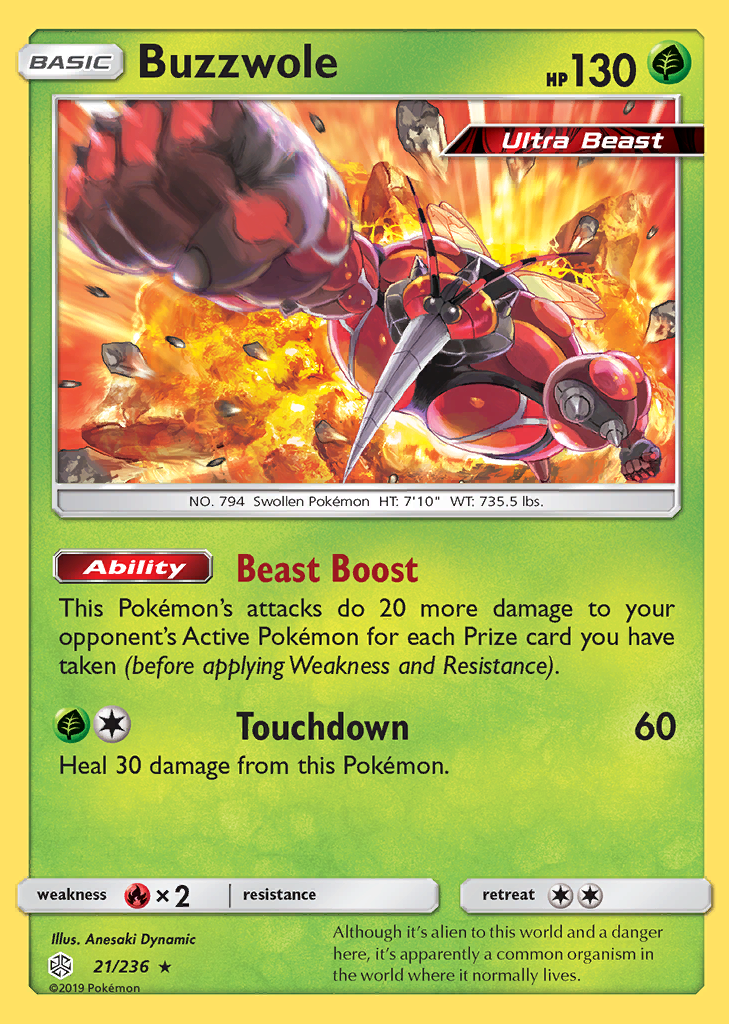 BASIC Buzzwole HP 130
Ultra Beast
NO. 794 Swollen Pokémon HT: 7'10" WT: 735.5 lbs.
Ability Beast Boost
This Pokémon's attacks do 20 more damage to your
opponent's Active Pokémon for each Prize card you have
taken (before applying Weakness and Resistance).
Touchdown 60
Heal 30 damage from this Pokémon.
weakness ×2 resistance retreat
Illus. Anesaki Dynamic
21/236 ★
©2019 Pokémon
Although it's alien to this world and a danger
here, it's apparently a common organism in
the world where it normally lives.